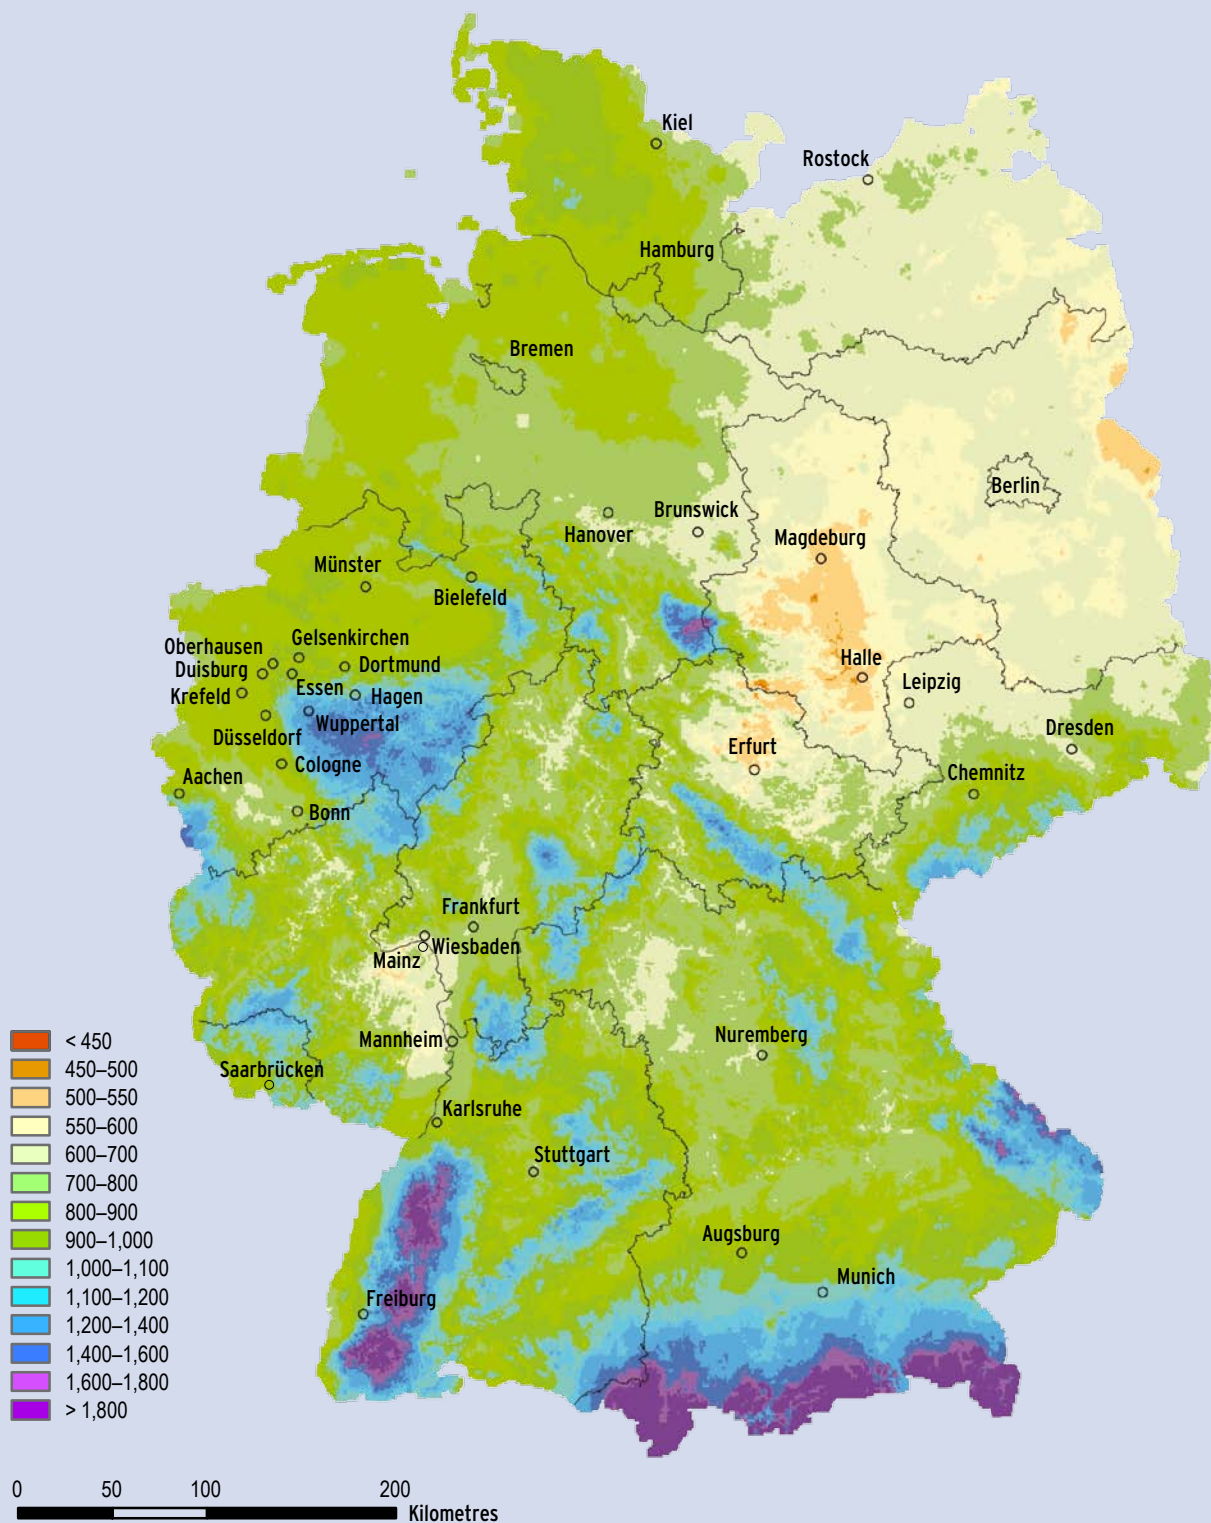 Kiel
Rostock
Hamburg
Bremen
Berlin
Brunswick
Hanover
Magdeburg
Münster
Bielefeld
Gelsenkirchen
Oberhausen
Dortmund
Duisburg
Halle
Essen
Hagen
Krefeld
Leipzig
Wuppertal
Düsseldorf
Dresden
Erfurt
Cologne
Aachen
Chemnitz
Bonn
Frankfurt
Wiesbaden
Mainz
Nuremberg
Mannheim
Saarbrücken
Karlsruhe
Stuttgart
Augsburg
Munich
Freiburg
< 450
450–500
500–550
550–600
600–700
700–800
800–900
900–1,000
1,000–1,100
1,100–1,200
1,200–1,400
1,400–1,600
1,600–1,800
> 1,800
0 50 100 200
Kilometres